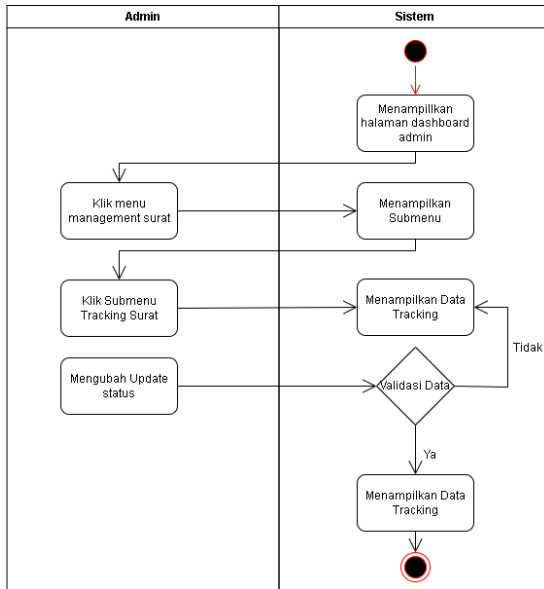 Admin
Sistem
Menampillkan
halaman dashboard
admin
Klik menu
management surat
Menampilkan
Submenu
Klik Submenu
Tracking Surat
Menampilkan Data
Tracking
Tidak
Mengubah Update
status
Validasi Data
Ya
Menampilkan Data
Tracking